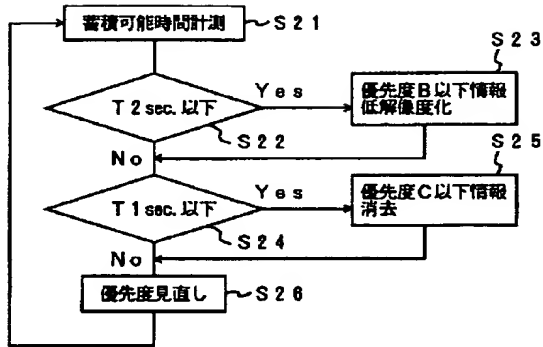 蓄積可能時間計測
S21
T2sec.以下
Yes
S22
優先度B以下情報
低解像度化
S23
No
T1sec.以下
Yes
S24
優先度C以下情報
消去
S25
No
優先度見直し
S26